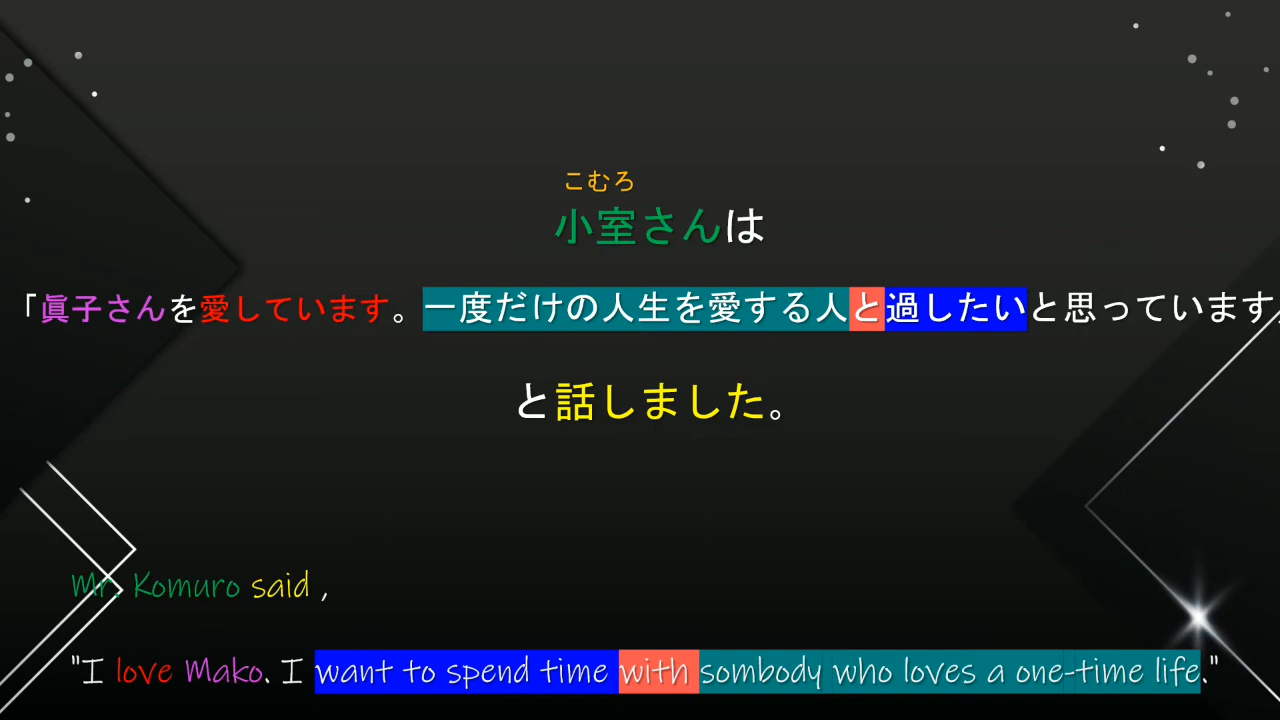 こむろ
小室さんは
「眞子さんを愛しています。一度だけの人生を愛する人と過したいと思っています
と話しました。
Mr. Komuro said ,
"I love Mako. I want to spend time with sombody who loves a one-time life."